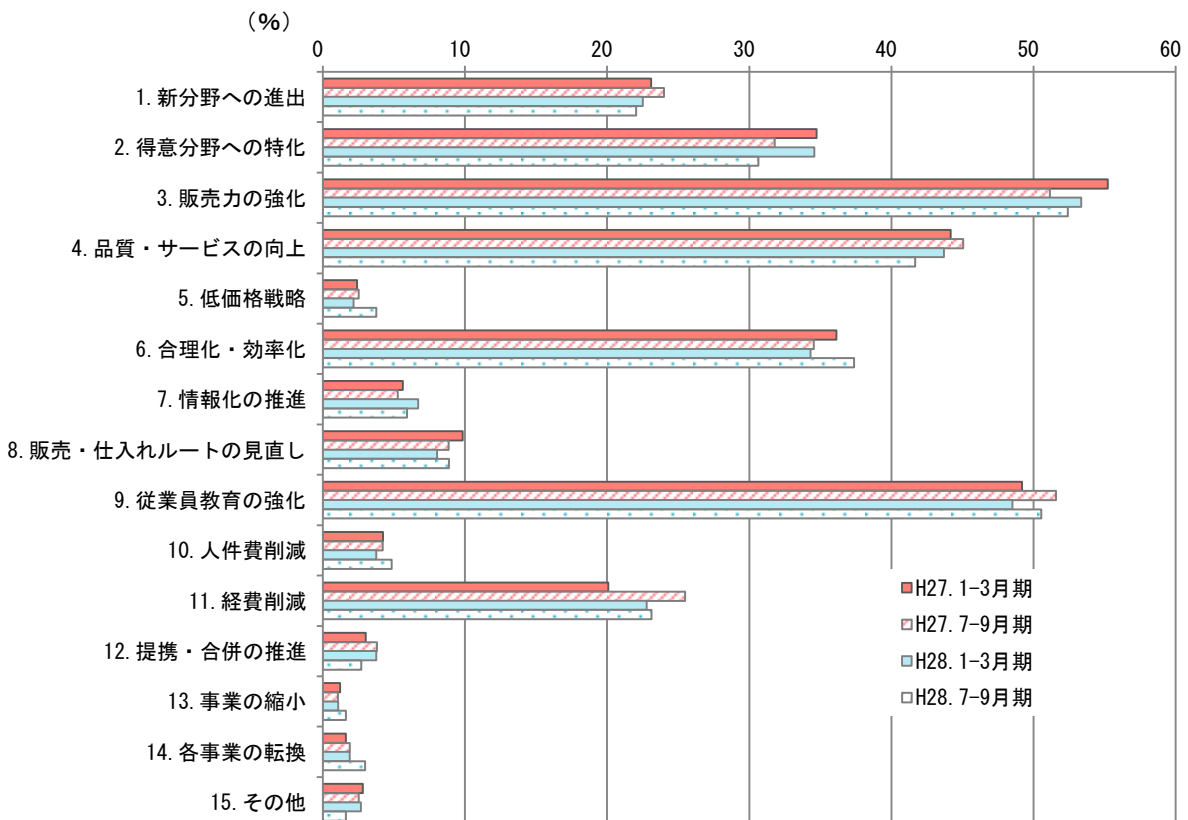 （%）
0 10 20 30 40 50 60
1. 新分野への進出
2. 得意分野への特化
3. 販売力の強化
4. 品質・サービスの向上
5. 低価格戦略
6. 合理化・効率化
7. 情報化の推進
8. 販売・仕入れルートの見直し
9. 従業員教育の強化
10. 人件費削減
11. 経費削減
12. 提携・合併の推進
13. 事業の縮小
14. 各事業の転換
15. その他
H27. 1-3月期
H27. 7-9月期
H28. 1-3月期
H28. 7-9月期